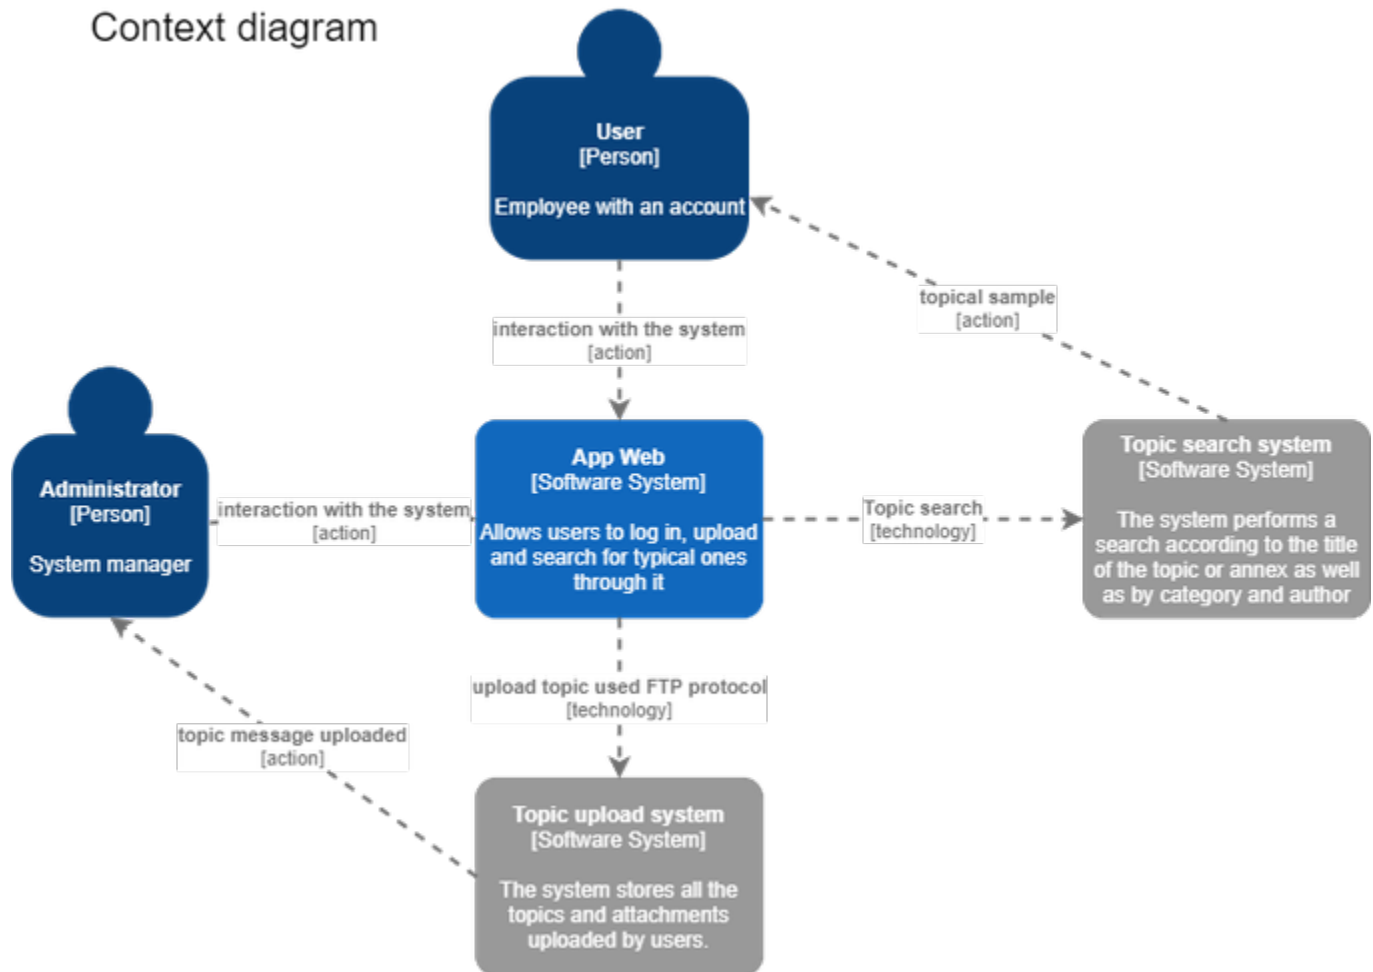 Context diagram
User
[Person]
Employee with an account
topical sample
[action]
interaction with the system
[action]
Administrator
[Person]
System manager
interaction with the system
[action]
App Web
[Software System]
Allows users to log in, upload
and search for typical ones
through it
Topic search
[technology]
Topic search system
[Software System]
The system performs a
search according to the title
of the topic or annex as well
as by category and author
upload topic used FTP protocol
[technology]
topic message uploaded
[action]
Topic upload system
[Software System]
The system stores all the
topics and attachments
uploaded by users.